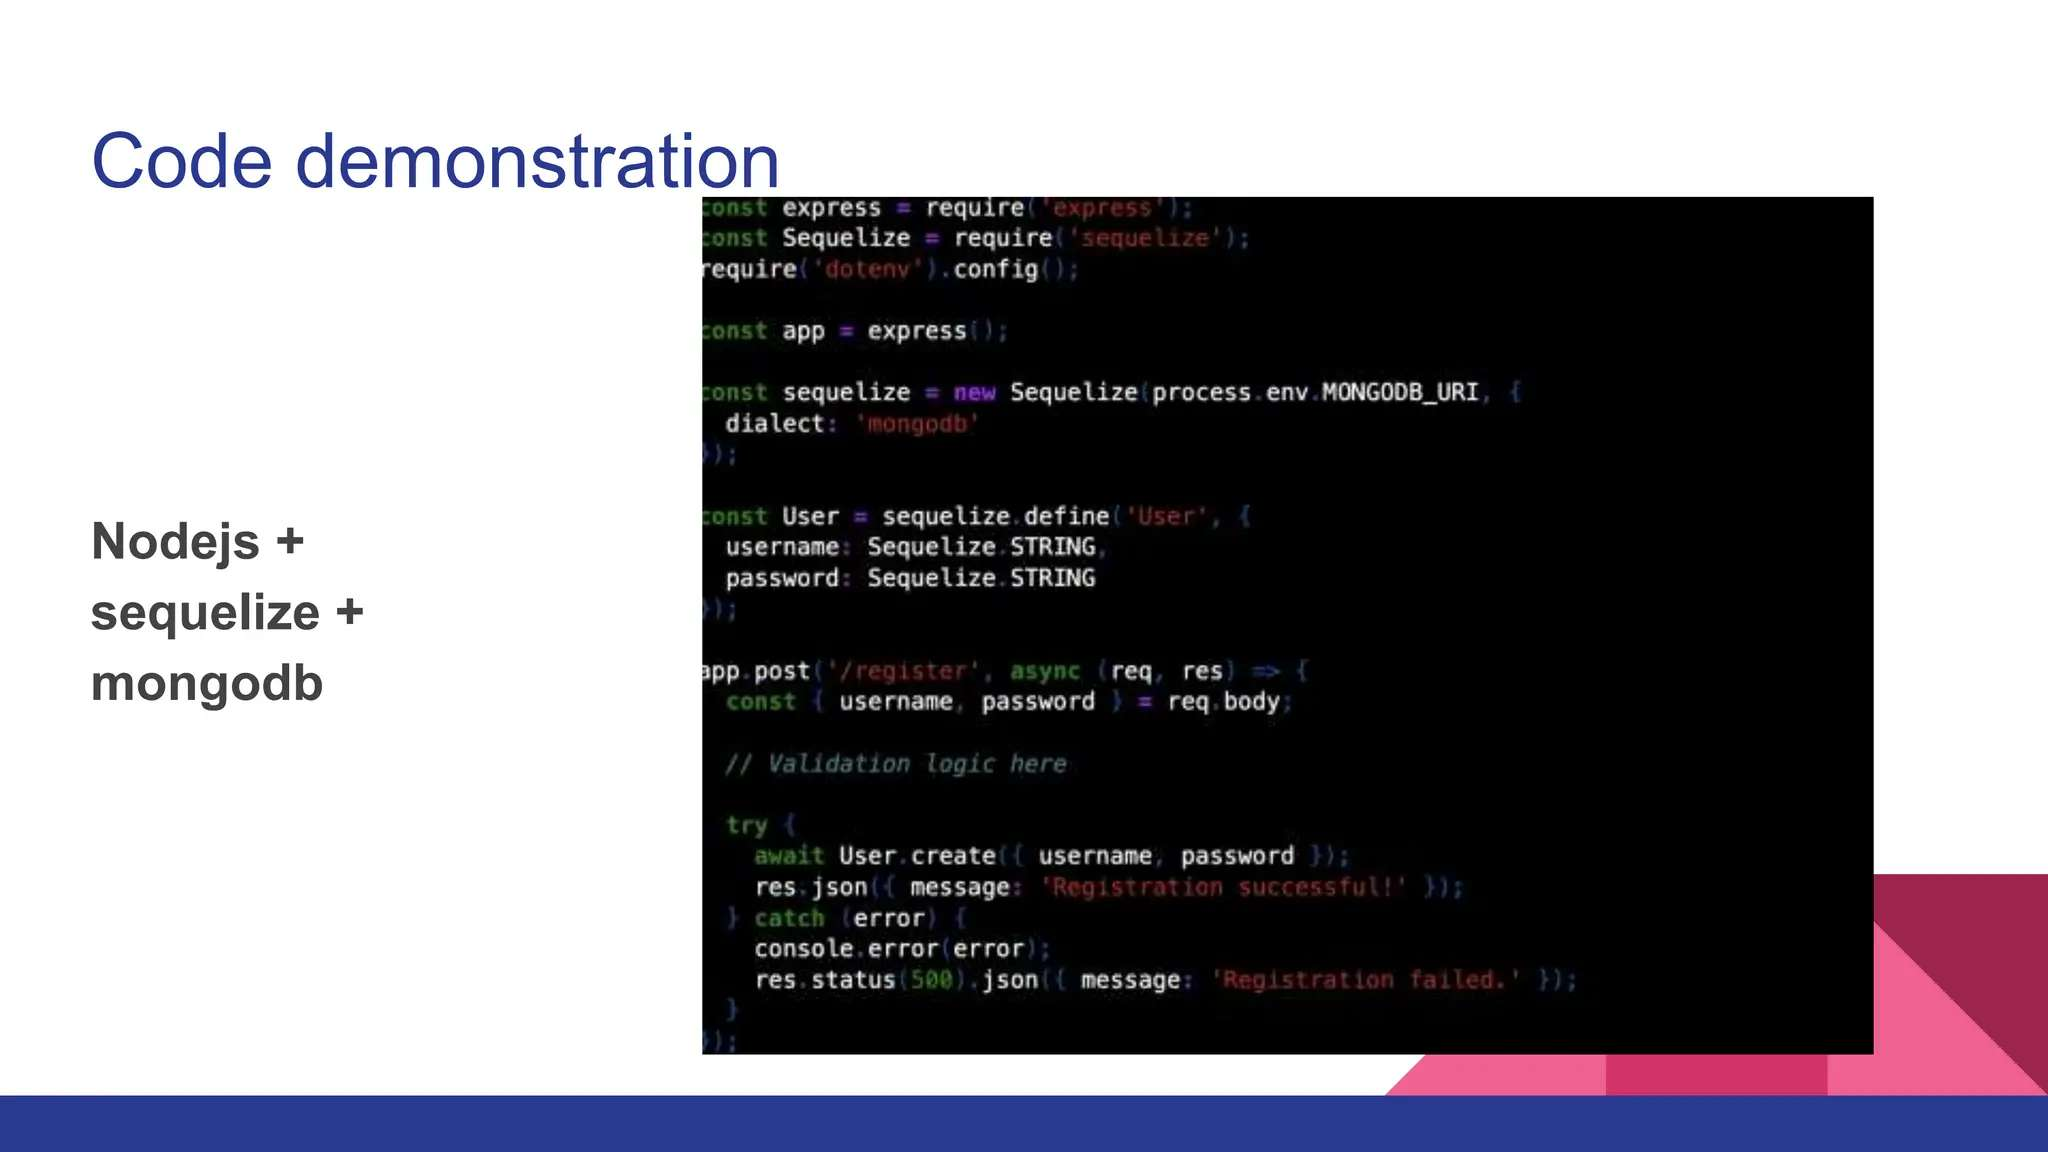 Code demonstration
Nodejs +
sequelize +
mongodb
const express = require('express');
const Sequelize = require('sequelize');
require('dotenv').config();
const app = express();
const sequelize = new Sequelize(process.env.MONGODB_URI, {
dialect: 'mongodb'
});
const User = sequelize.define('User', {
username: Sequelize.STRING,
password: Sequelize.STRING
});
app.post('/register', async (req, res) => {
const { username, password } = req.body;
// Validation logic here
try {
await User.create({ username, password });
res.json({ message: 'Registration successful!' });
} catch (error) {
console.error(error);
res.status(500).json({ message: 'Registration failed.' });
}
});